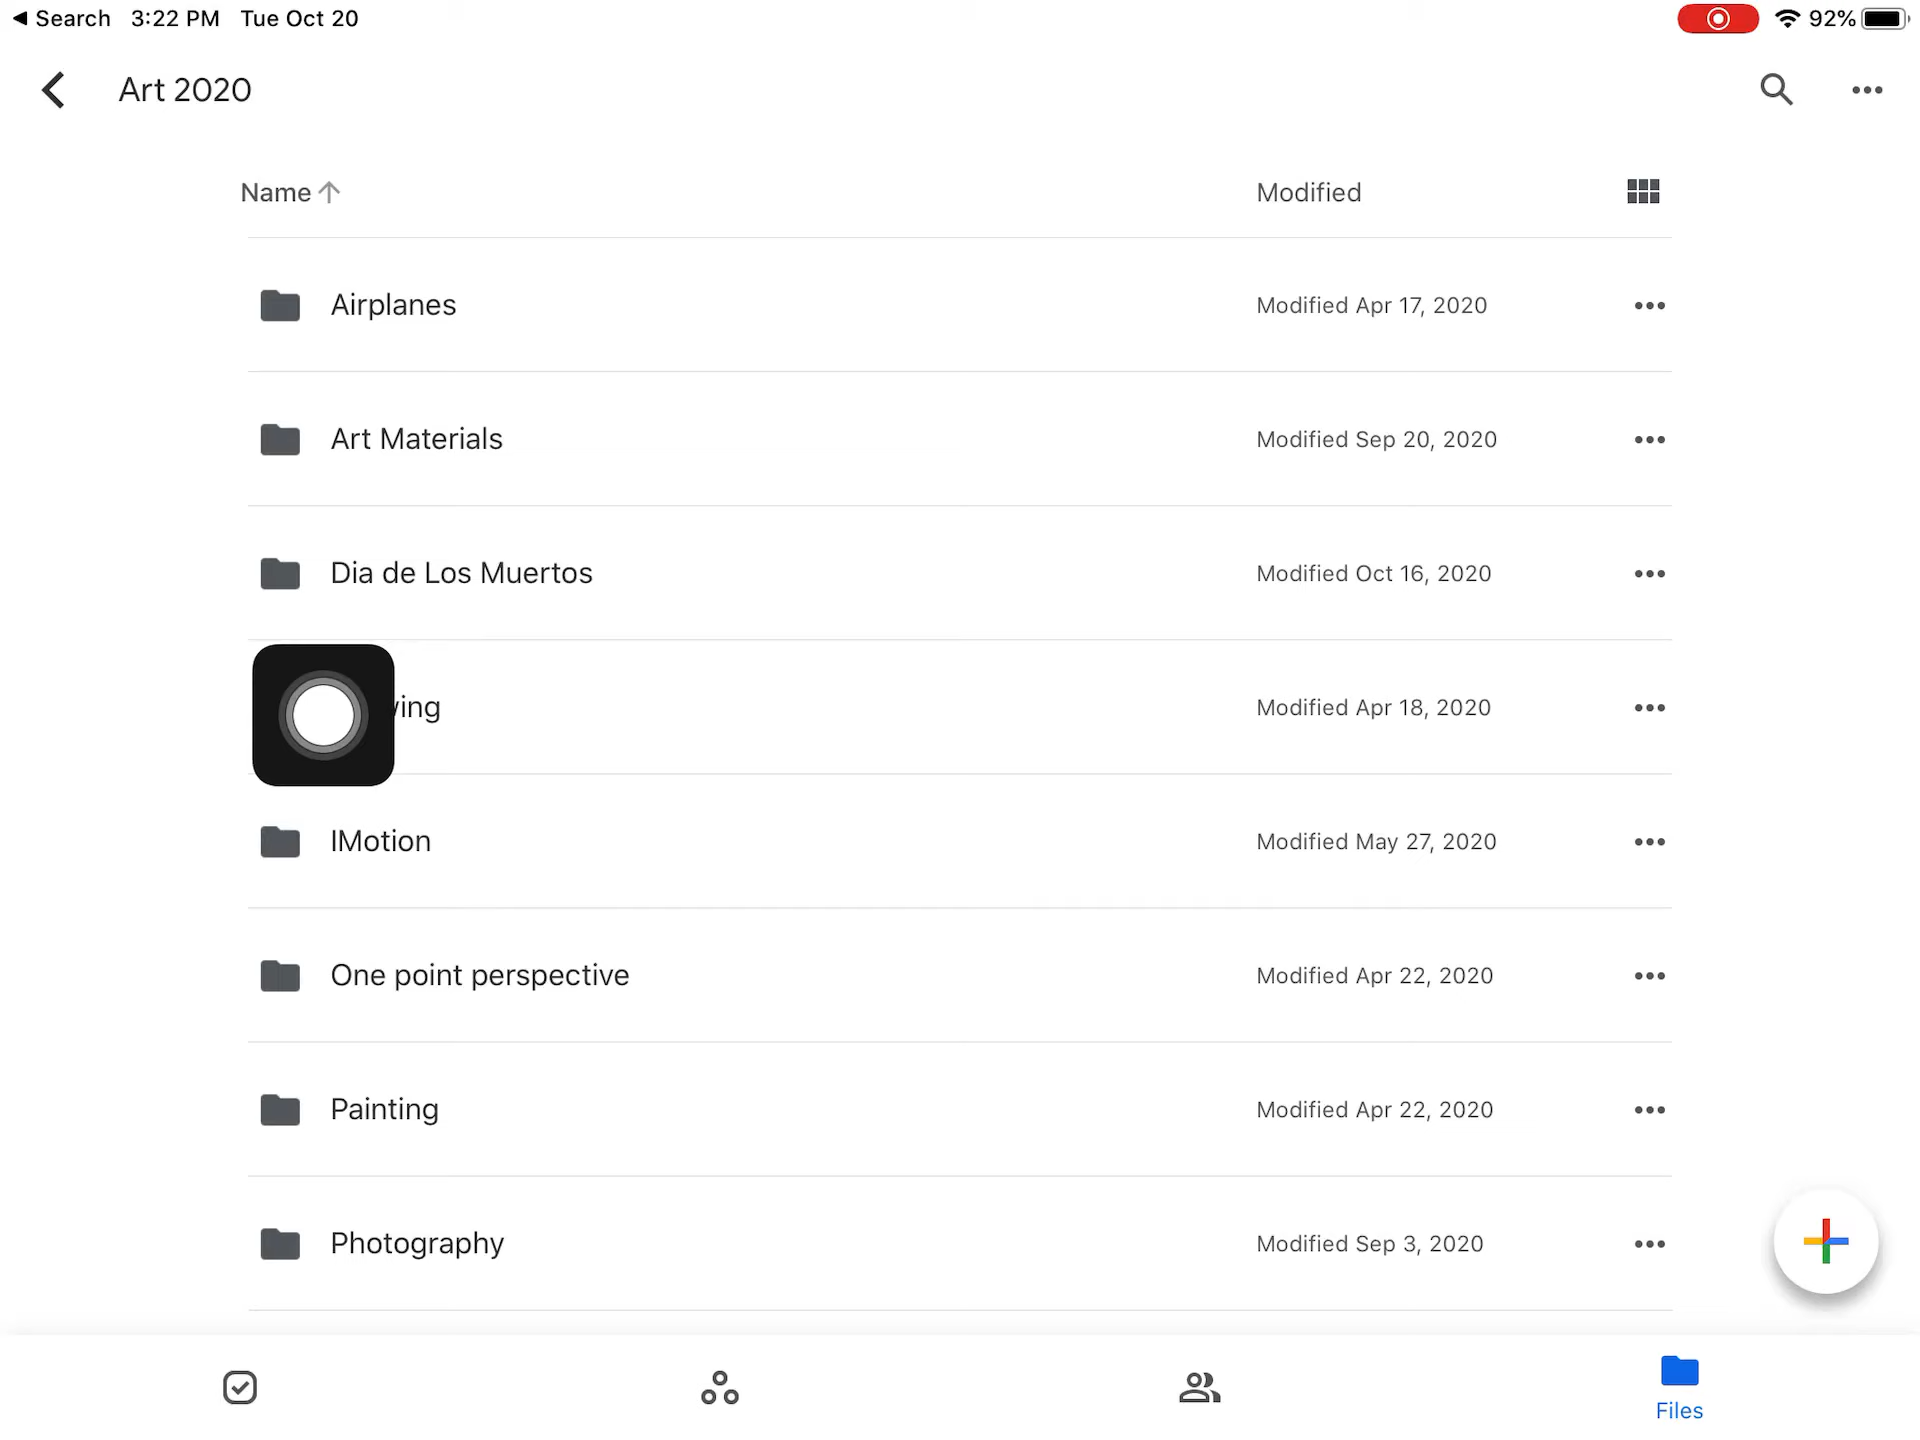 Search 3:22 PM Tue Oct 20 92%
Art 2020
Name Modified
Airplanes Modified Apr 17, 2020
Art Materials Modified Sep 20, 2020
Dia de Los Muertos Modified Oct 16, 2020
Modified Apr 18, 2020
IMotion Modified May 27, 2020
One point perspective Modified Apr 22, 2020
Painting Modified Apr 22, 2020
Photography Modified Sep 3, 2020
Files